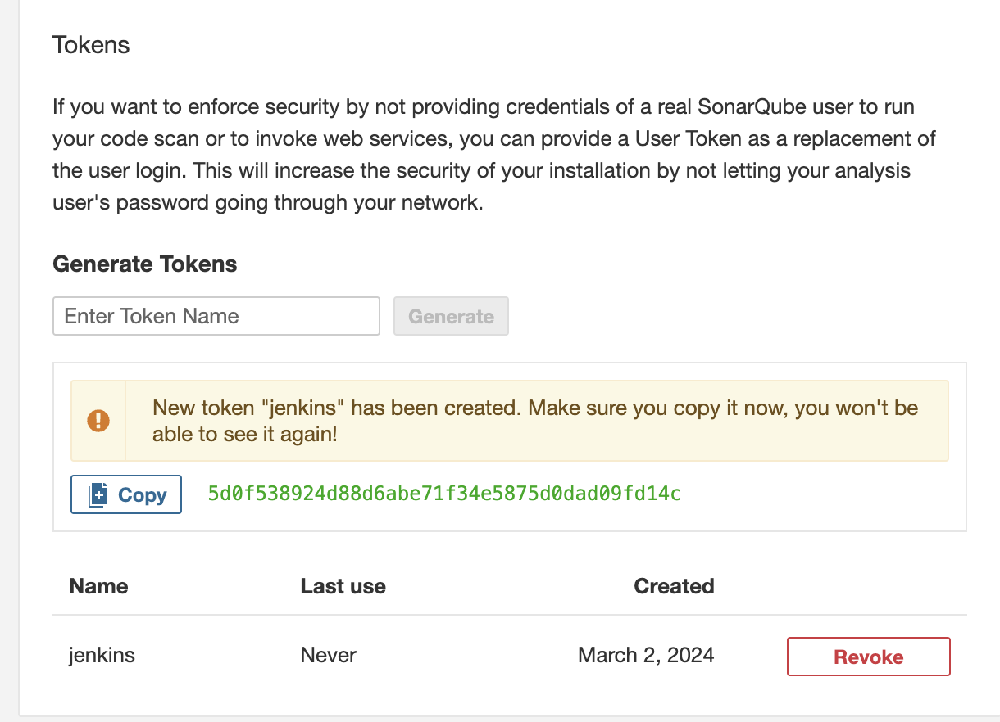 Tokens
If you want to enforce security by not providing credentials of a real SonarQube user to run
your code scan or to invoke web services, you can provide a User Token as a replacement of
the user login. This will increase the security of your installation by not letting your analysis
user's password going through your network.
Generate Tokens
Enter Token Name Generate
New token "jenkins" has been created. Make sure you copy it now, you won't be
able to see it again!
Copy 5d0f538924d88d6abe71f34e5875d0dad09fd14c
Name Last use Created
jenkins Never March 2, 2024 Revoke